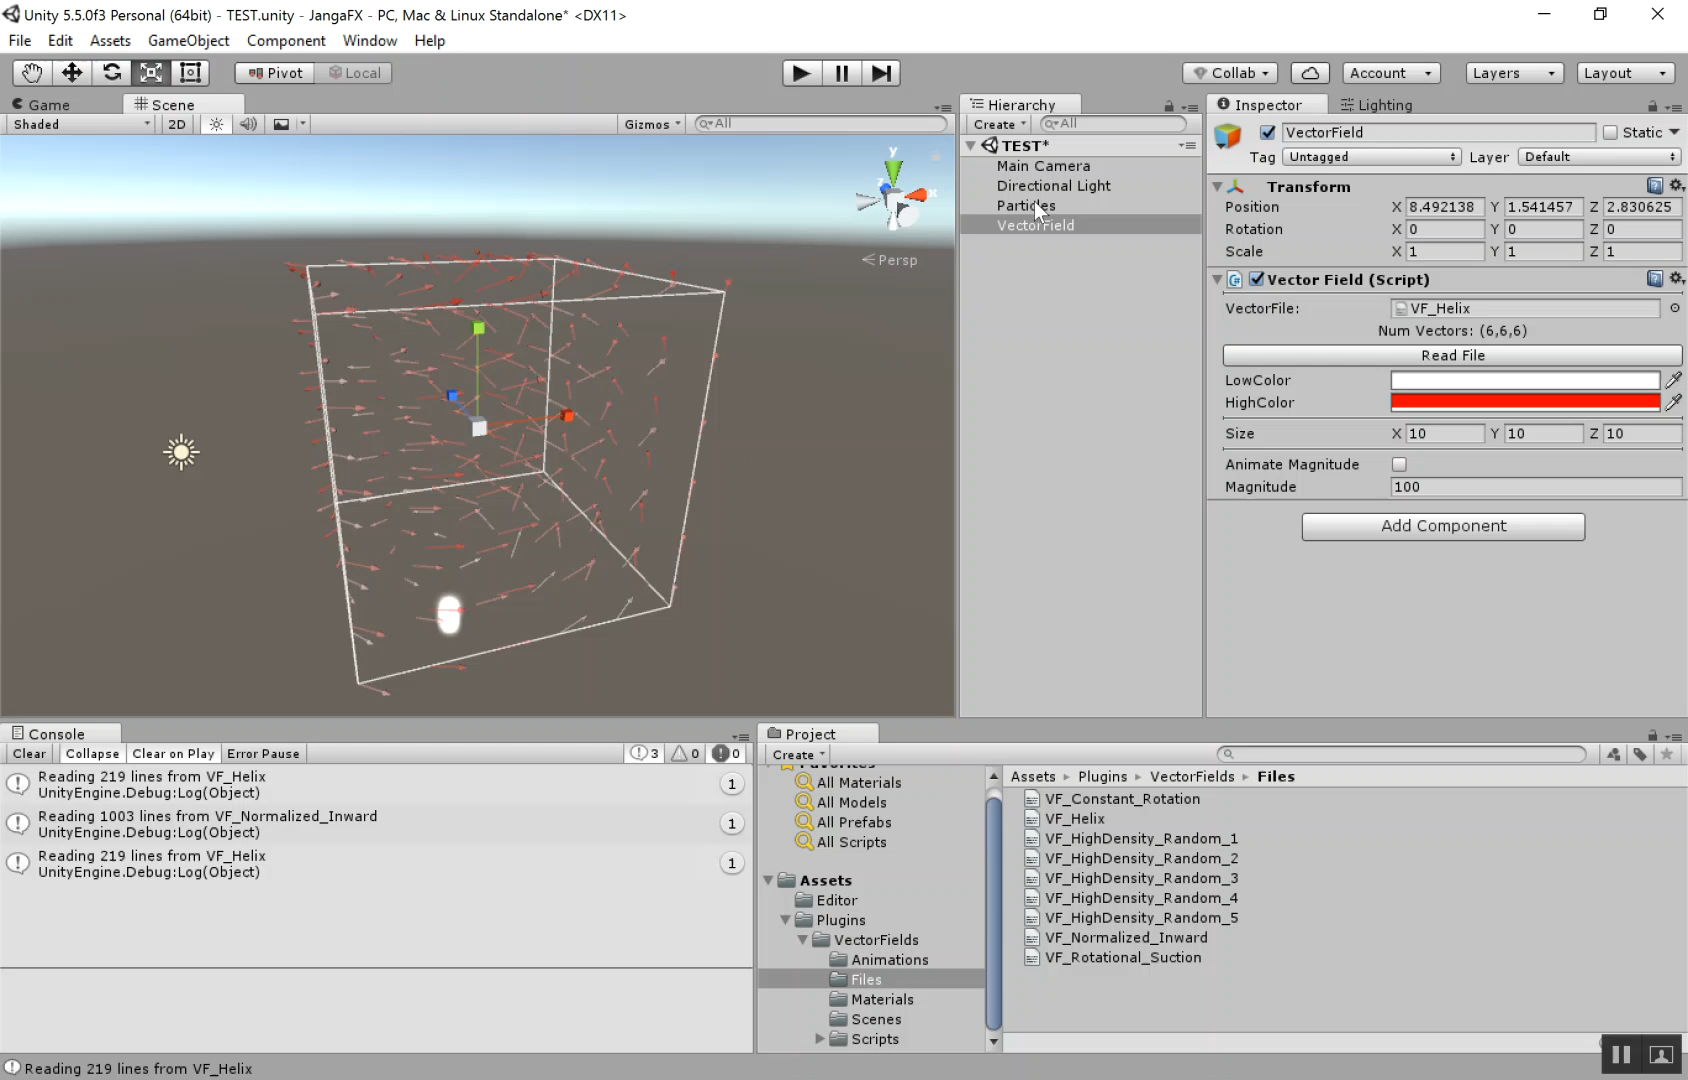 Unity 5.5.0f3 Personal (64bit) - TEST.unity - JangaFX - PC, Mac & Linux Standalone* <DX11>
File Edit Assets GameObject Component Window Help
Pivot Local Collab Account Layers Layout
Game Scene
Shaded 2D Gizmos All
y
x
z
Persp
Hierarchy
Create All
TEST*
Main Camera
Directional Light
Particles
VectorField
Inspector Lighting
VectorField Static
Tag Untagged Layer Default
Transform
Position X 8.492138 Y 1.541457 Z 2.830625
Rotation X 0 Y 0 Z 0
Scale X 1 Y 1 Z 1
Vector Field (Script)
VectorFile: VF_Helix
Num Vectors: (6,6,6)
Read File
LowColor
HighColor
Size X 10 Y 10 Z 10
Animate Magnitude
Magnitude 100
Add Component
Console
Clear Collapse Clear on Play Error Pause 3 0 0
Reading 219 lines from VF_Helix
UnityEngine.Debug:Log(Object)
1
Reading 1003 lines from VF_Normalized_Inward
UnityEngine.Debug:Log(Object)
1
Reading 219 lines from VF_Helix
UnityEngine.Debug:Log(Object)
1
Project
Create
Favorites
All Materials
All Models
All Prefabs
All Scripts
Assets
Editor
Plugins
VectorFields
Animations
Files
Materials
Scenes
Scripts
Assets Plugins VectorFields Files
VF_Constant_Rotation
VF_Helix
VF_HighDensity_Random_1
VF_HighDensity_Random_2
VF_HighDensity_Random_3
VF_HighDensity_Random_4
VF_HighDensity_Random_5
VF_Normalized_Inward
VF_Rotational_Suction
Reading 219 lines from VF_Helix